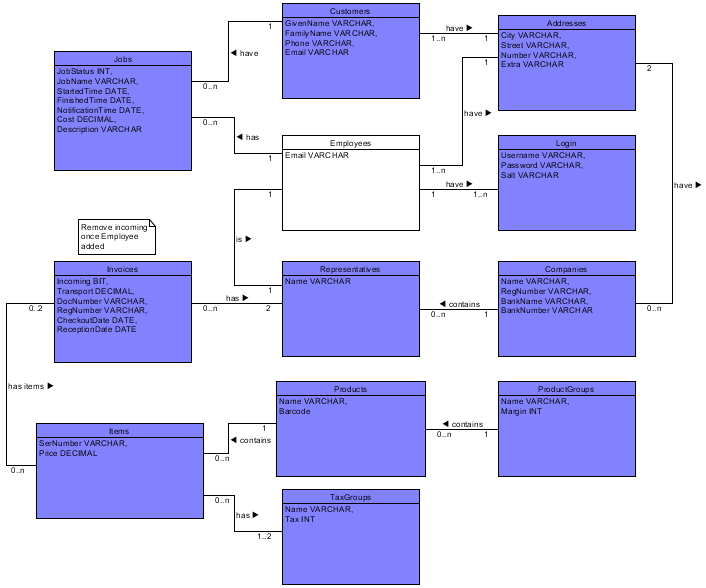 Customers
GivenName VARCHAR,
FamilyName VARCHAR,
Phone VARCHAR,
Email VARCHAR
Addresses
City VARCHAR,
Street VARCHAR,
Number VARCHAR,
Extra VARCHAR
Jobs
JobStatus INT,
JobName VARCHAR,
StartedTime DATE,
FinishedTime DATE,
NotificationTime DATE,
Cost DECIMAL,
Description VARCHAR
1
◀ have
0..n
have ▶
1..n
1
0..n
◀ has
1
Employees
Email VARCHAR
1
have ▶
1..n
2
have ▶
0..n
Login
Username VARCHAR,
Password VARCHAR,
Salt VARCHAR
have ▶
1
1..n
1
is ▶
1
Remove incoming
once Employee
added
Invoices
Incoming BIT,
Transport DECIMAL,
DocNumber VARCHAR,
RegNumber VARCHAR,
CheckoutDate DATE,
ReceptionDate DATE
has ▶
0..n
2
Representatives
Name VARCHAR
◀ contains
0..n
1
Companies
Name VARCHAR,
RegNumber VARCHAR,
BankName VARCHAR,
BankNumber VARCHAR
0..2
has items ▶
0..n
Products
Name VARCHAR,
Barcode
◀ contains
0..n
1
ProductGroups
Name VARCHAR,
Margin INT
Items
SerNumber VARCHAR,
Price DECIMAL
1
◀ contains
0..n
0..n
has ▶
1..2
TaxGroups
Name VARCHAR,
Tax INT